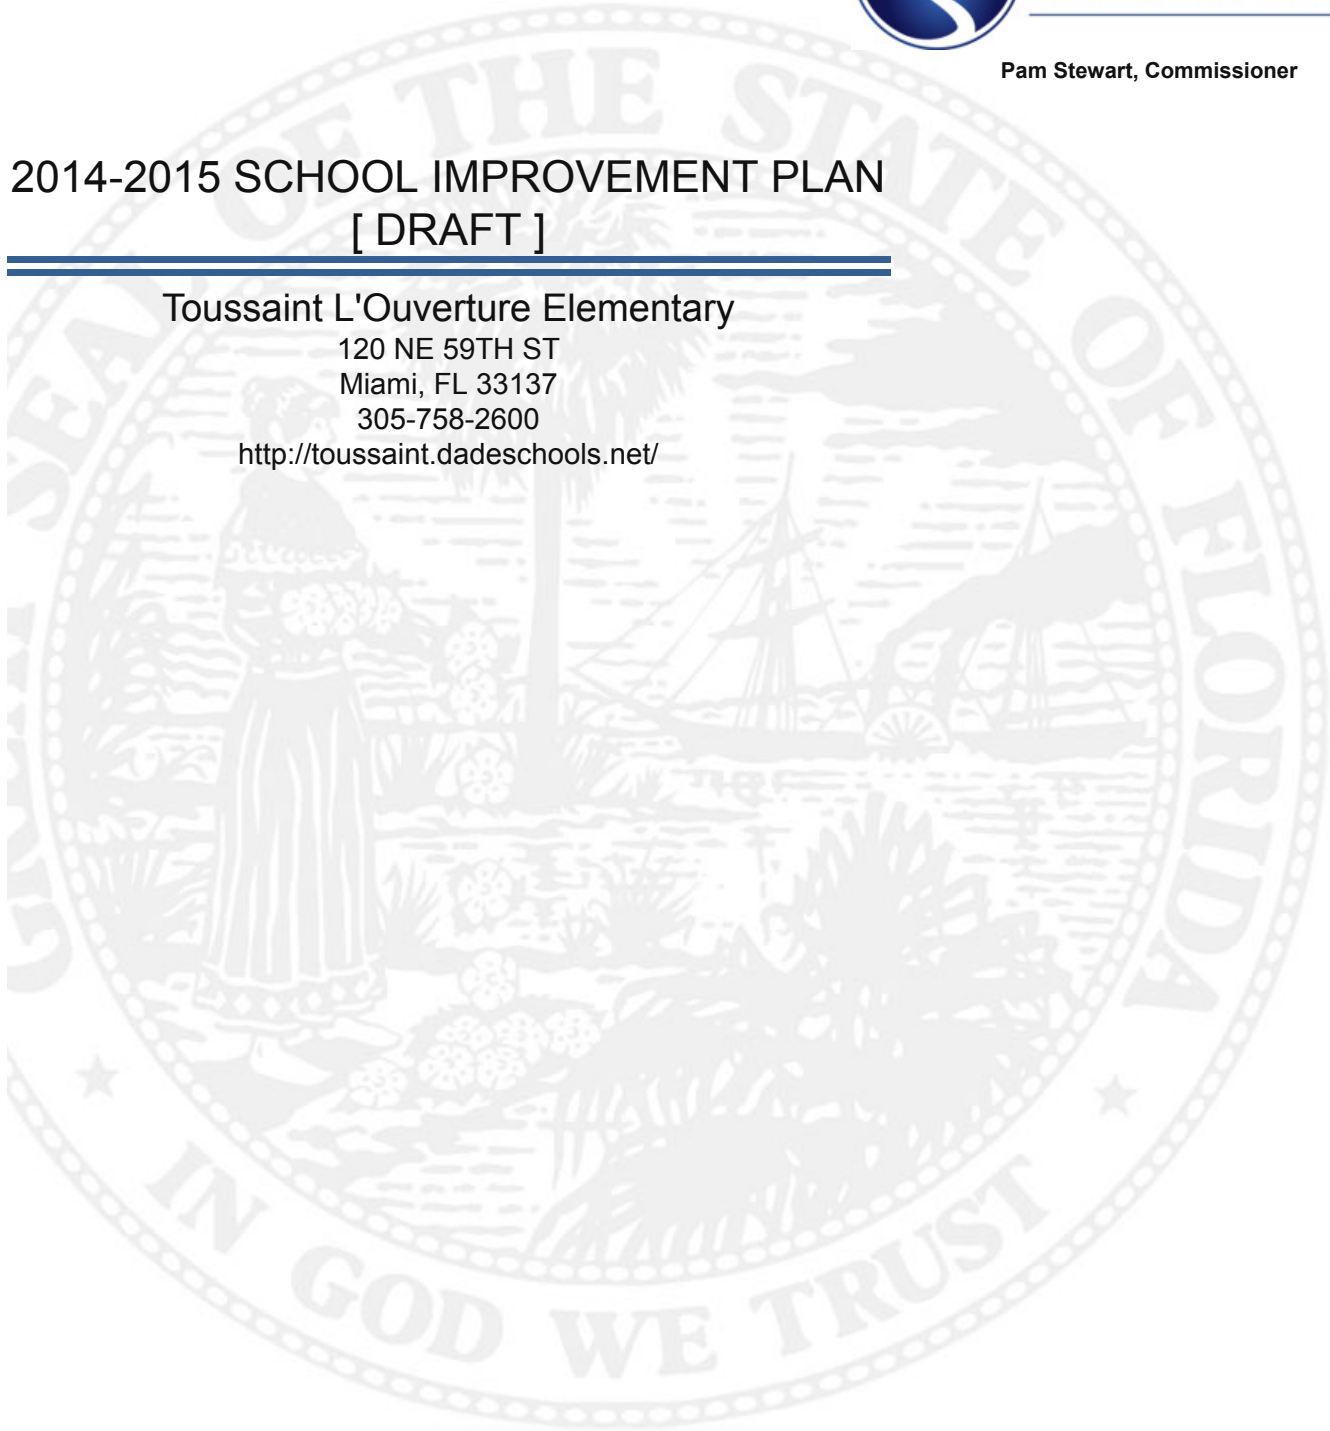 Pam Stewart, Commissioner
2014-2015 SCHOOL IMPROVEMENT PLAN
[ DRAFT ]
Toussaint L'Ouverture Elementary
120 NE 59TH ST
Miami, FL 33137
305-758-2600
http://toussaint.dadeschools.net/
SEAL OF THE STATE OF FLORIDA
IN GOD WE TRUST